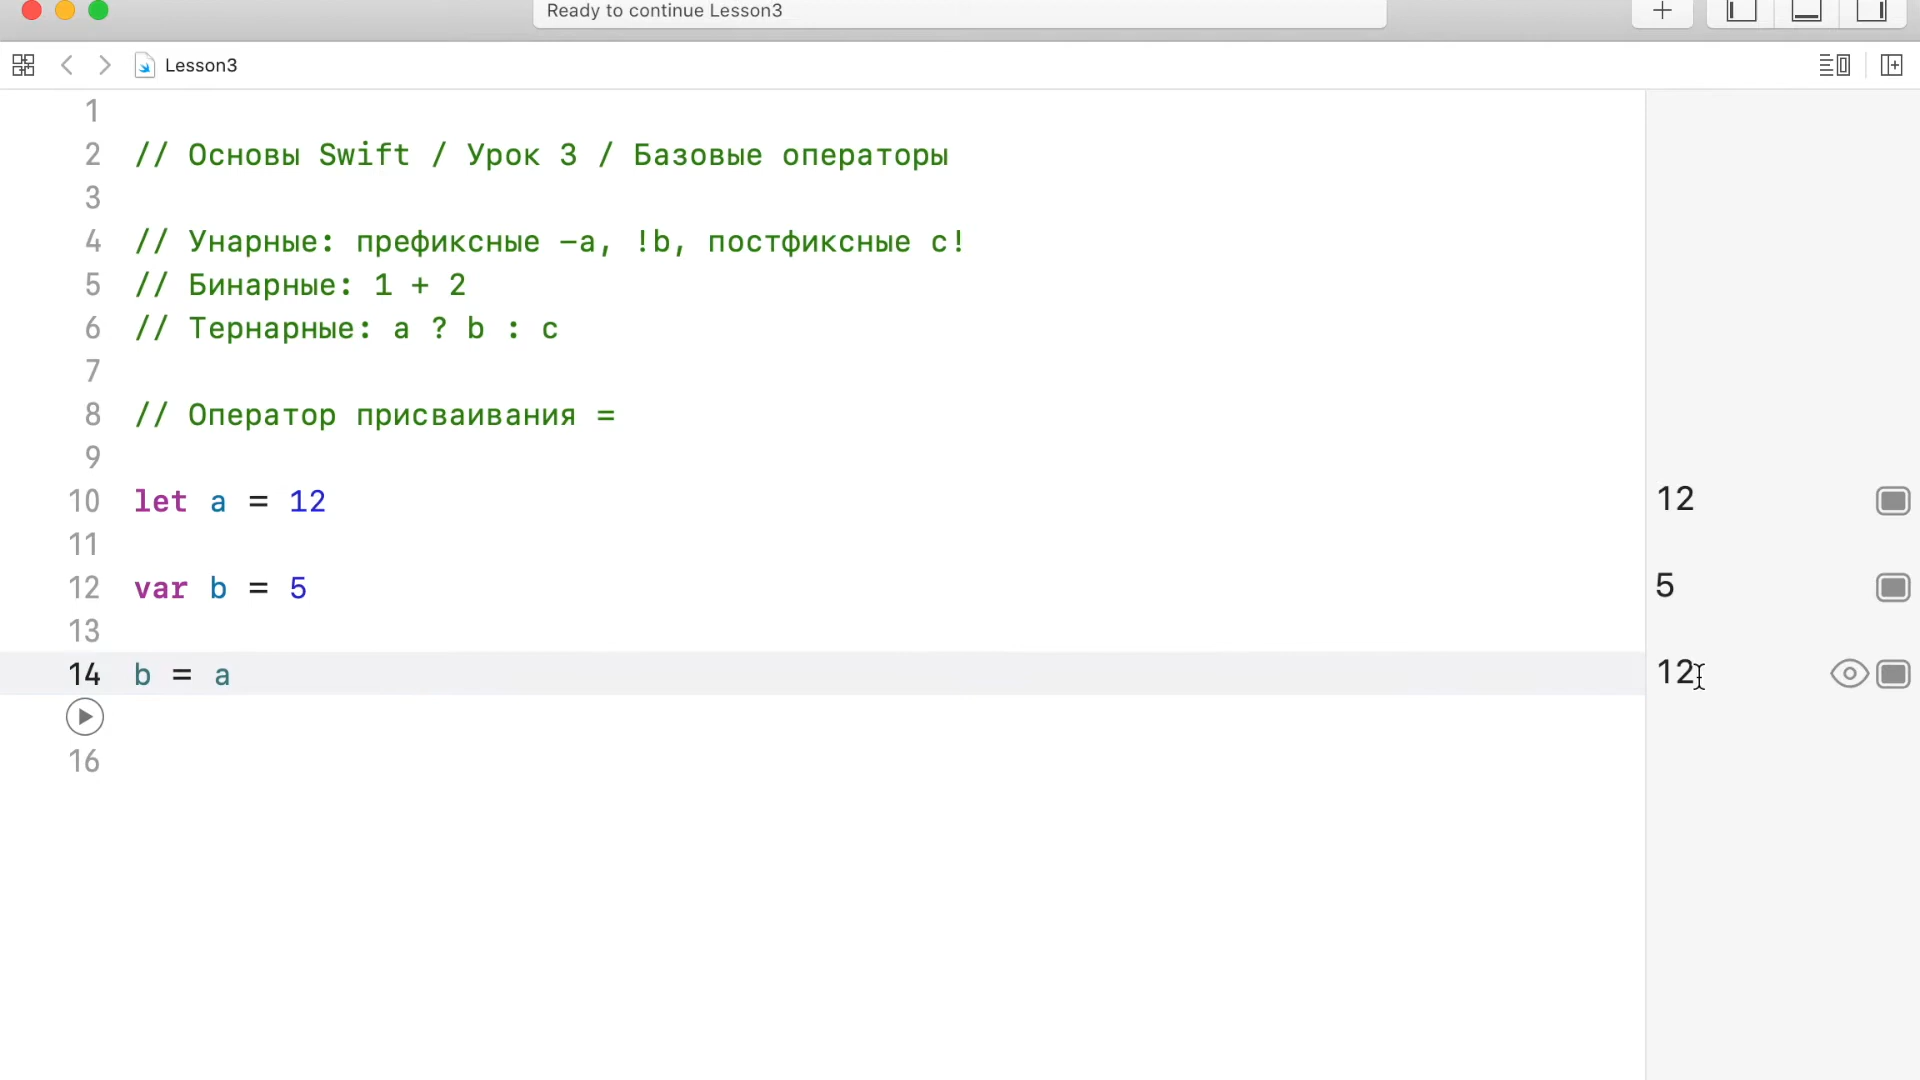 Ready to continue Lesson3
Lesson3
1
2 // Основы Swift / Урок 3 / Базовые операторы
3
4 // Унарные: префиксные -a, !b, постфиксные c!
5 // Бинарные: 1 + 2
6 // Тернарные: a ? b : c
7
8 // Оператор присваивания =
9
10 let a = 12 12
11
12 var b = 5 5
13
14 b = a 12
16